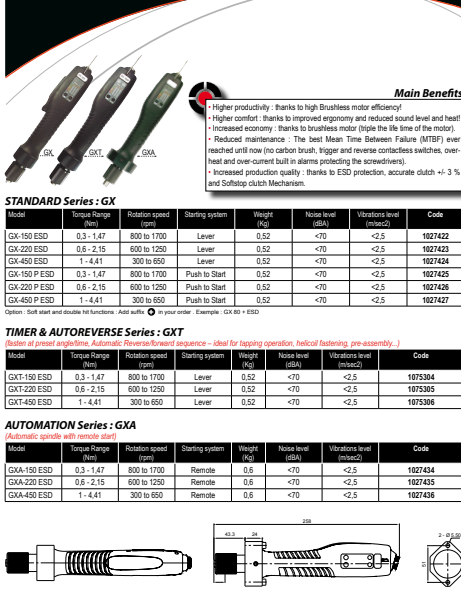 GX
GXT
GXA
Main Benefits
• Higher productivity : thanks to high Brushless motor efficiency!
• Higher comfort : thanks to improved ergonomy and reduced sound level and heat!
• Increased economy : thanks to brushless motor (triple the life time of the motor).
• Reduced maintenance : The best Mean Time Between Failure (MTBF) ever
reached until now (no carbon brush, trigger and reverse contactless switches, over-
heat and over-current built in alarms protecting the screwdrivers).
• Increased production quality : thanks to ESD protection, accurate clutch +/- 3 %
and Softstop clutch Mechanism.
STANDARD Series : GX
Model Torque Range (Nm) Rotation speed (rpm) Starting system Weight (Kg) Noise level (dBA) Vibrations level (m/sec2) Code
GX-150 ESD 0,3 - 1,47 800 to 1700 Lever 0,52 <70 <2,5 1027422
GX-220 ESD 0,6 - 2,15 600 to 1250 Lever 0,52 <70 <2,5 1027423
GX-450 ESD 1 - 4,41 300 to 650 Lever 0,52 <70 <2,5 1027424
GX-150 P ESD 0,3 - 1,47 800 to 1700 Push to Start 0,52 <70 <2,5 1027425
GX-220 P ESD 0,6 - 2,15 600 to 1250 Push to Start 0,52 <70 <2,5 1027426
GX-450 P ESD 1 - 4,41 300 to 650 Push to Start 0,52 <70 <2,5 1027427
Option : Soft start and double hit functions : Add suffix + in your order . Exemple : GX 80 + ESD
TIMER & AUTOREVERSE Series : GXT
(fasten at preset angle/time, Automatic Reverse/forward sequence – ideal for tapping operation, helicoil fastening, pre-assembly...)
Model Torque Range (Nm) Rotation speed (rpm) Starting system Weight (Kg) Noise level (dBA) Vibrations level (m/sec2) Code
GXT-150 ESD 0,3 - 1,47 800 to 1700 Lever 0,52 <70 <2,5 1075304
GXT-220 ESD 0,6 - 2,15 600 to 1250 Lever 0,52 <70 <2,5 1075305
GXT-450 ESD 1 - 4,41 300 to 650 Lever 0,52 <70 <2,5 1075306
AUTOMATION Series : GXA
(Automatic spindle with remote start)
Model Torque Range (Nm) Rotation speed (rpm) Starting system Weight (Kg) Noise level (dBA) Vibrations level (m/sec2) Code
GXA-150 ESD 0,3 - 1,47 800 to 1700 Remote 0,6 <70 <2,5 1027434
GXA-220 ESD 0,6 - 2,15 600 to 1250 Remote 0,6 <70 <2,5 1027435
GXA-450 ESD 1 - 4,41 300 to 650 Remote 0,6 <70 <2,5 1027436
258
43.3 24
2 - Ø 5.50
51